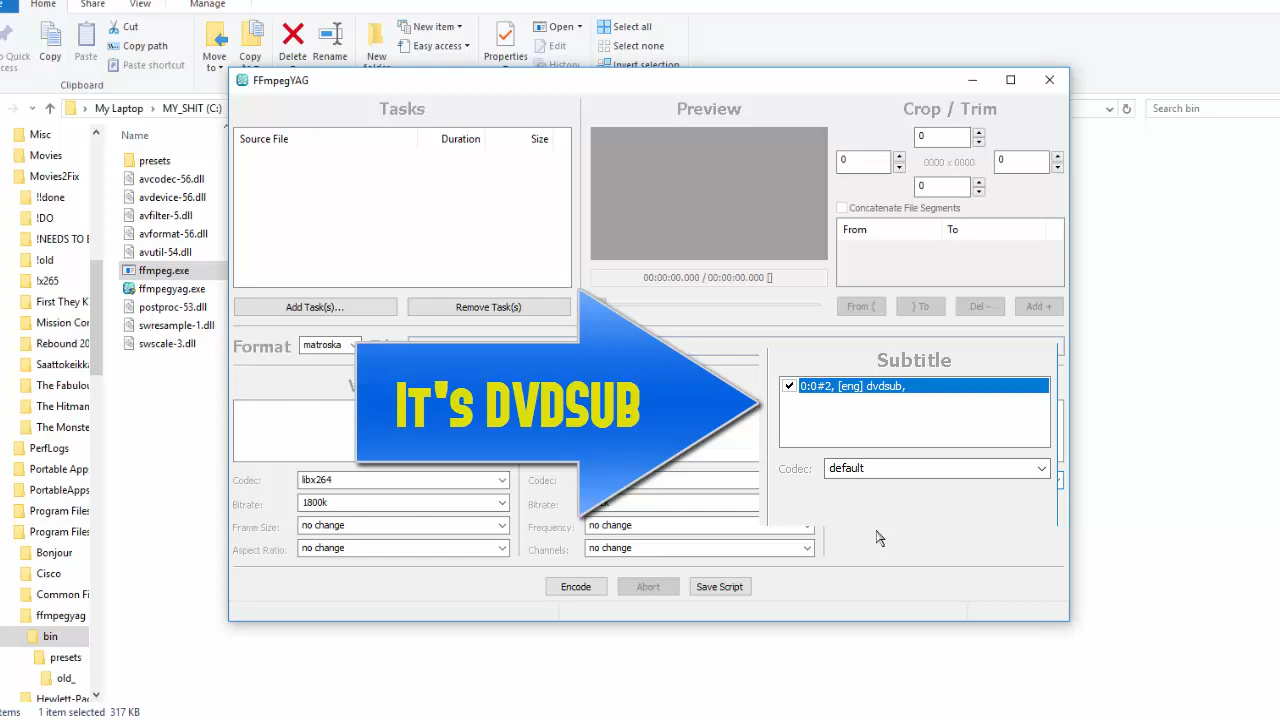 Home Share View Manage
Cut
Copy path
Paste shortcut
Copy
Paste
Move to
Copy to
Delete
Rename
New
New item
Easy access
Properties
Open
Edit
History
Select all
Select none
Invert selection
Clipboard
My Laptop
MY_SHIT (C:)
Search bin
Misc
Movies
Movies2Fix
!!done
!DO
!NEEDS TO B
!old
!x265
First They K
Mission Cor
Rebound 20
Saattokeikka
The Fabulou
The Hitman
The Monste
PerfLogs
Portable App
PortableApps
Program Files
Program Files
Bonjour
Cisco
Common Fi
ffmpegyag
bin
presets
old_
Hewlett-Pac
Name
presets
avcodec-56.dll
avdevice-56.dll
avfilter-5.dll
avformat-56.dll
avutil-54.dll
ffmpeg.exe
ffmpegyag.exe
postproc-53.dll
swresample-1.dll
swscale-3.dll
FFmpegYAG
Tasks
Source File Duration Size
Add Task(s)... Remove Task(s)
Preview
00:00:00.000 / 00:00:00.000 []
Crop / Trim
0
0 0000 x 0000 0
0
Concatenate File Segments
From To
From [ ] To Del - Add +
Format matroska
It's DVDSUB
Subtitle
0:0#2, [eng] dvdsub,
Codec: default
Codec: libx264
Bitrate: 1800k
Frame Size: no change
Aspect Ratio: no change
Codec:
Bitrate:
Frequency: no change
Channels: no change
Encode Abort Save Script
tems 1 item selected 317 KB